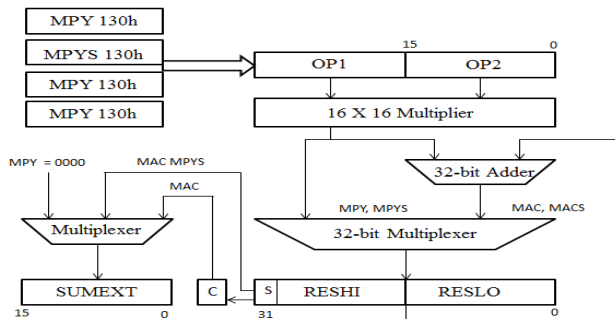 MPY 130h
MPYS 130h
MPY 130h
MPY 130h
15 0
OP1 OP2
16 X 16 Multiplier
32-bit Adder
MPY = 0000
MAC MPYS
MAC
MPY, MPYS
MAC, MACS
Multiplexer
32-bit Multiplexer
SUMEXT
C
S
RESHI
RESLO
15 0
31 0